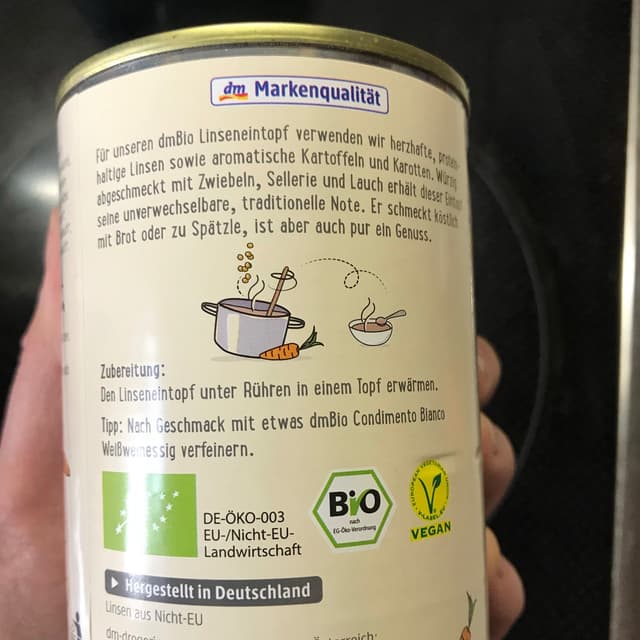 dm Markenqualität
Für unseren dmBio Linseneintopf verwenden wir herzhafte, protein-
haltige Linsen sowie aromatische Kartoffeln und Karotten. Würzig
abgeschmeckt mit Zwiebeln, Sellerie und Lauch erhält dieser Eintopf
seine unverwechselbare, traditionelle Note. Er schmeckt köstlich
mit Brot oder zu Spätzle, ist aber auch pur ein Genuss.
Zubereitung:
Den Linseneintopf unter Rühren in einem Topf erwärmen.
Tipp: Nach Geschmack mit etwas dmBio Condimento Bianco
Weißweinessig verfeinern.
DE-ÖKO-003
EU-/Nicht-EU-
Landwirtschaft
Bio
nach
EG-Öko-Verordnung
EUROPEAN VEGETARIAN
V-LABEL.EU
VEGAN
Hergestellt in Deutschland
Linsen aus Nicht-EU